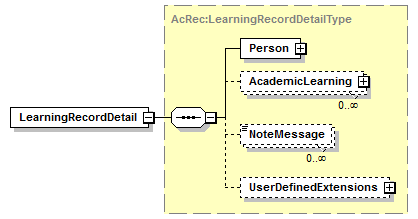 AcRec:LearningRecordDetailType
Person
AcademicLearning
0..∞
LearningRecordDetail
NoteMessage
0..∞
UserDefinedExtensions